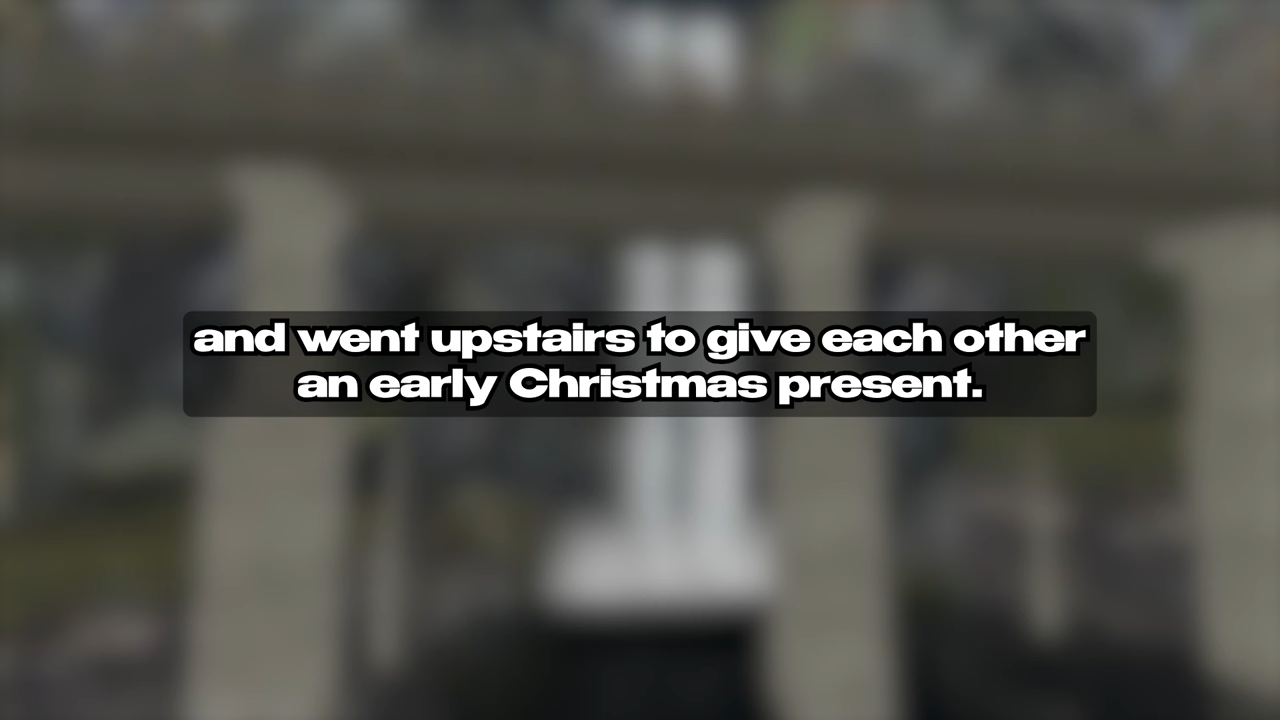 and went upstairs to give each other
an early Christmas present.